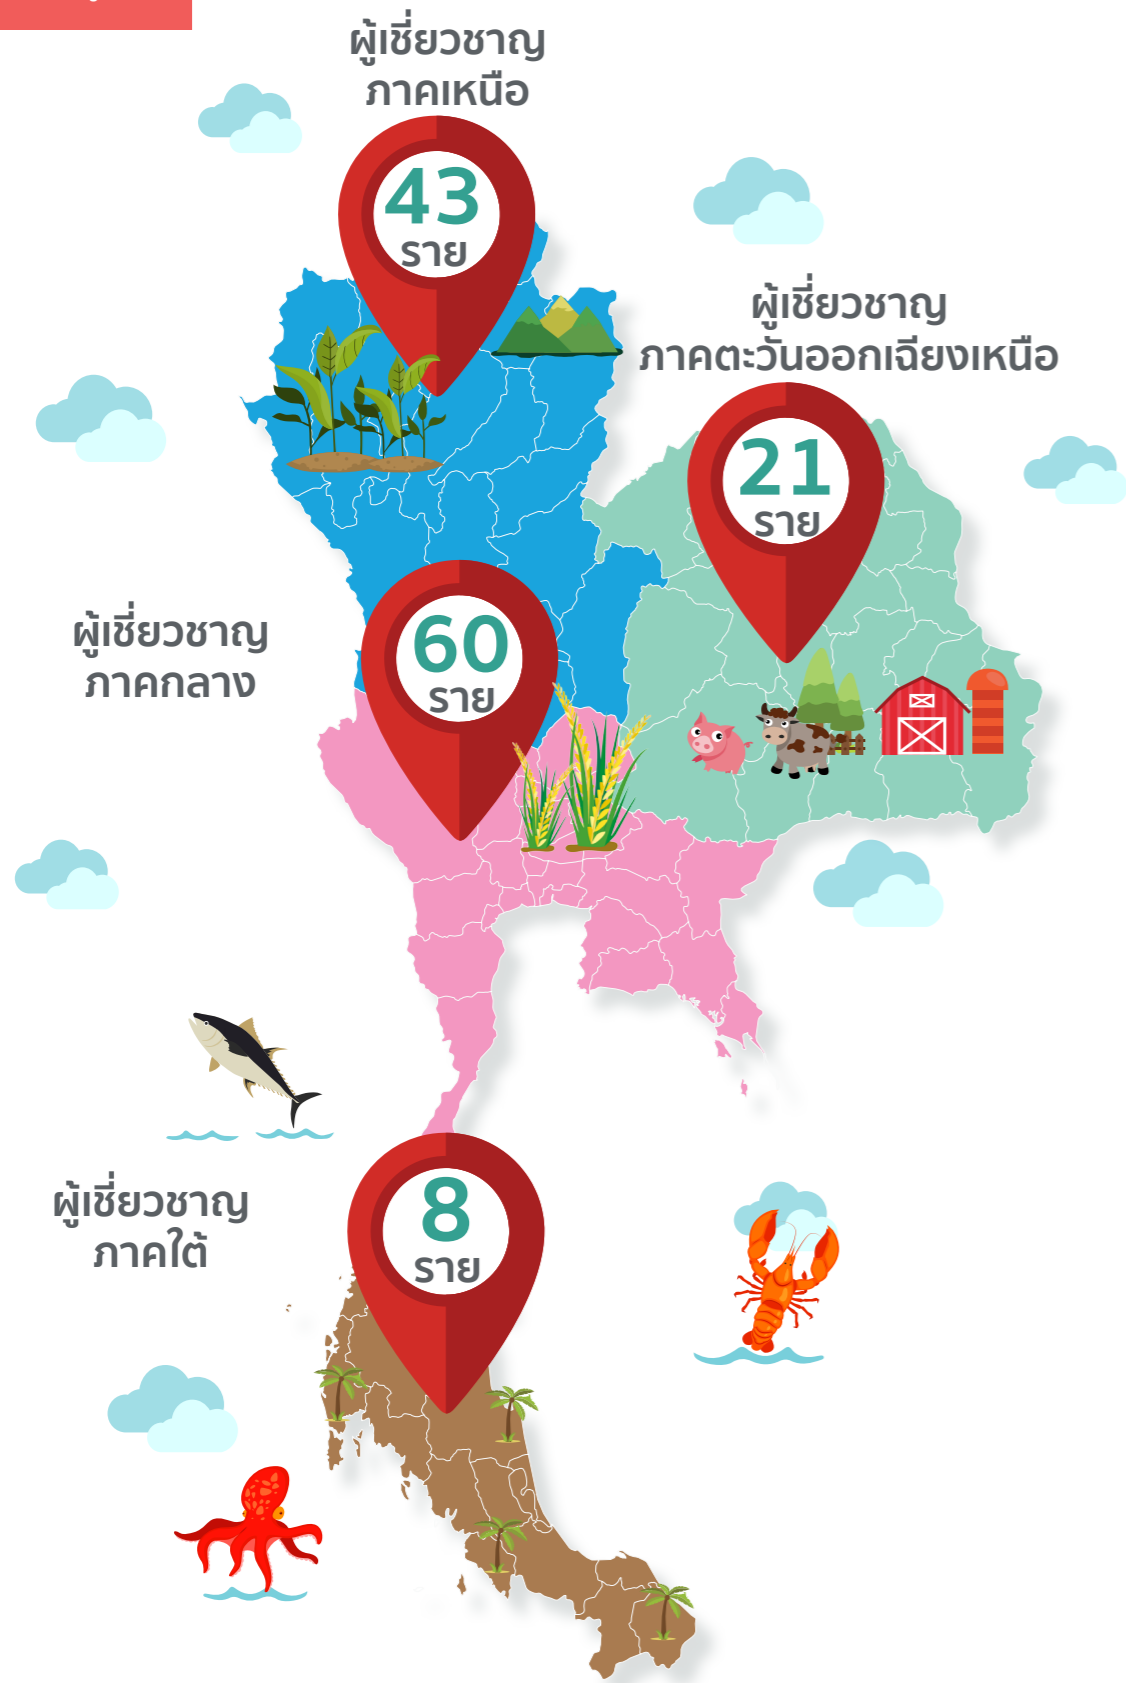 ผู้เชี่ยวชาญ
ภาคเหนือ
43
ราย
ผู้เชี่ยวชาญ
ภาคตะวันออกเฉียงเหนือ
21
ราย
ผู้เชี่ยวชาญ
ภาคกลาง
60
ราย
ผู้เชี่ยวชาญ
ภาคใต้
8
ราย